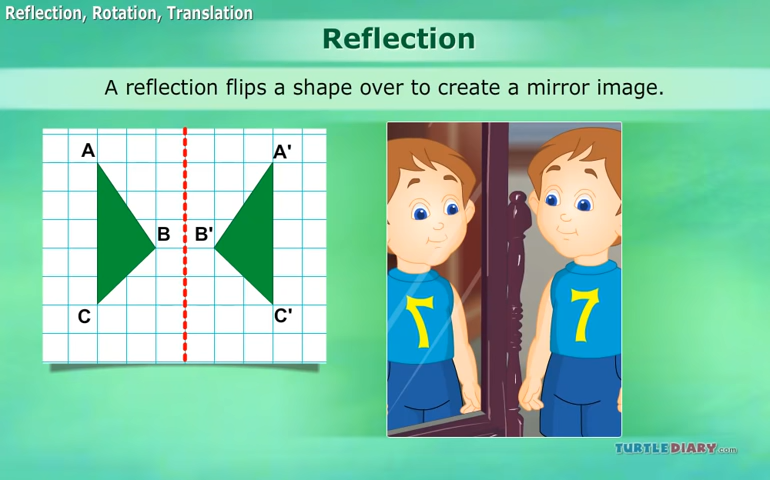 Reflection, Rotation, Translation
Reflection
A reflection flips a shape over to create a mirror image.
A
A'
B
B'
C
C'
7
7
TURTLEDIARY.com